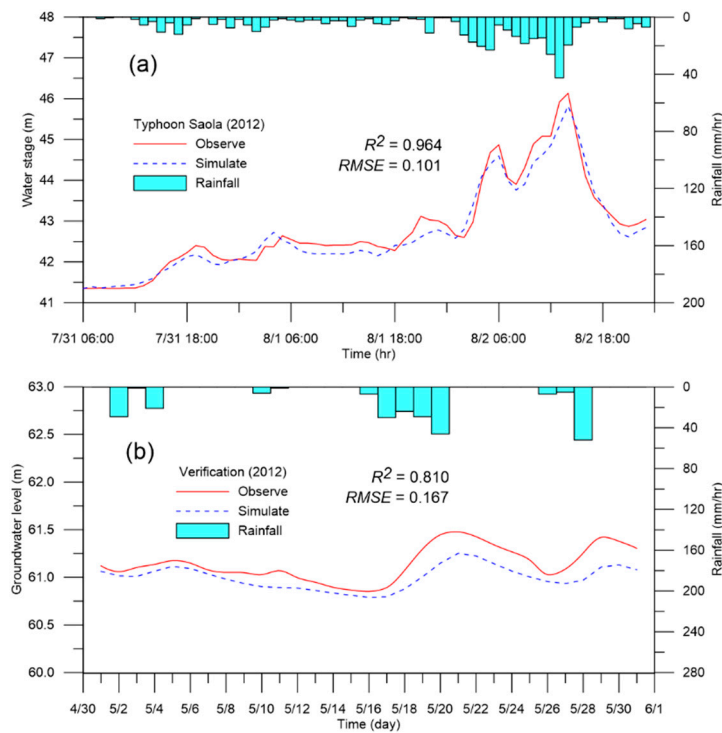 48
47
46
45
44
43
42
41
Water stage (m)
(a)
Typhoon Saola (2012)
Observe
Simulate
Rainfall
R² = 0.964
RMSE = 0.101
0
40
80
120
160
200
Rainfall (mm/hr)
7/31 06:00 7/31 18:00 8/1 06:00 8/1 18:00 8/2 06:00 8/2 18:00
Time (hr)
63.0
62.5
62.0
61.5
61.0
60.5
60.0
Groundwater level (m)
(b)
Verification (2012)
Observe
Simulate
Rainfall
R² = 0.810
RMSE = 0.167
0
40
80
120
160
200
240
280
Rainfall (mm/hr)
4/30 5/2 5/4 5/6 5/8 5/10 5/12 5/14 5/16 5/18 5/20 5/22 5/24 5/26 5/28 5/30 6/1
Time (day)